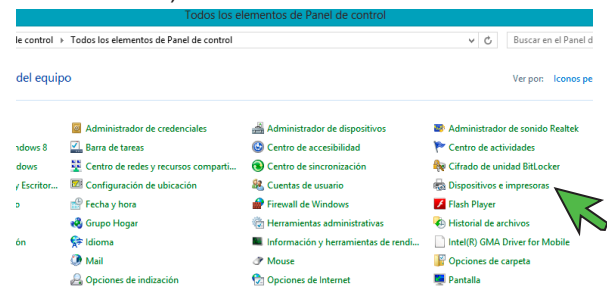 Todos los elementos de Panel de control
le control ▸ Todos los elementos de Panel de control Buscar en el Panel d
del equipo Ver por: Iconos pe
Administrador de credenciales Administrador de dispositivos Administrador de sonido Realtek
ndows 8 Barra de tareas Centro de accesibilidad Centro de actividades
dows Centro de redes y recursos comparti... Centro de sincronización Cifrado de unidad BitLocker
y Escritor... Configuración de ubicación Cuentas de usuario Dispositivos e impresoras
o Fecha y hora Firewall de Windows Flash Player
Grupo Hogar Herramientas administrativas Historial de archivos
ón Idioma Información y herramientas de rendi... Intel(R) GMA Driver for Mobile
Mail Mouse Opciones de carpeta
Opciones de indización Opciones de Internet Pantalla